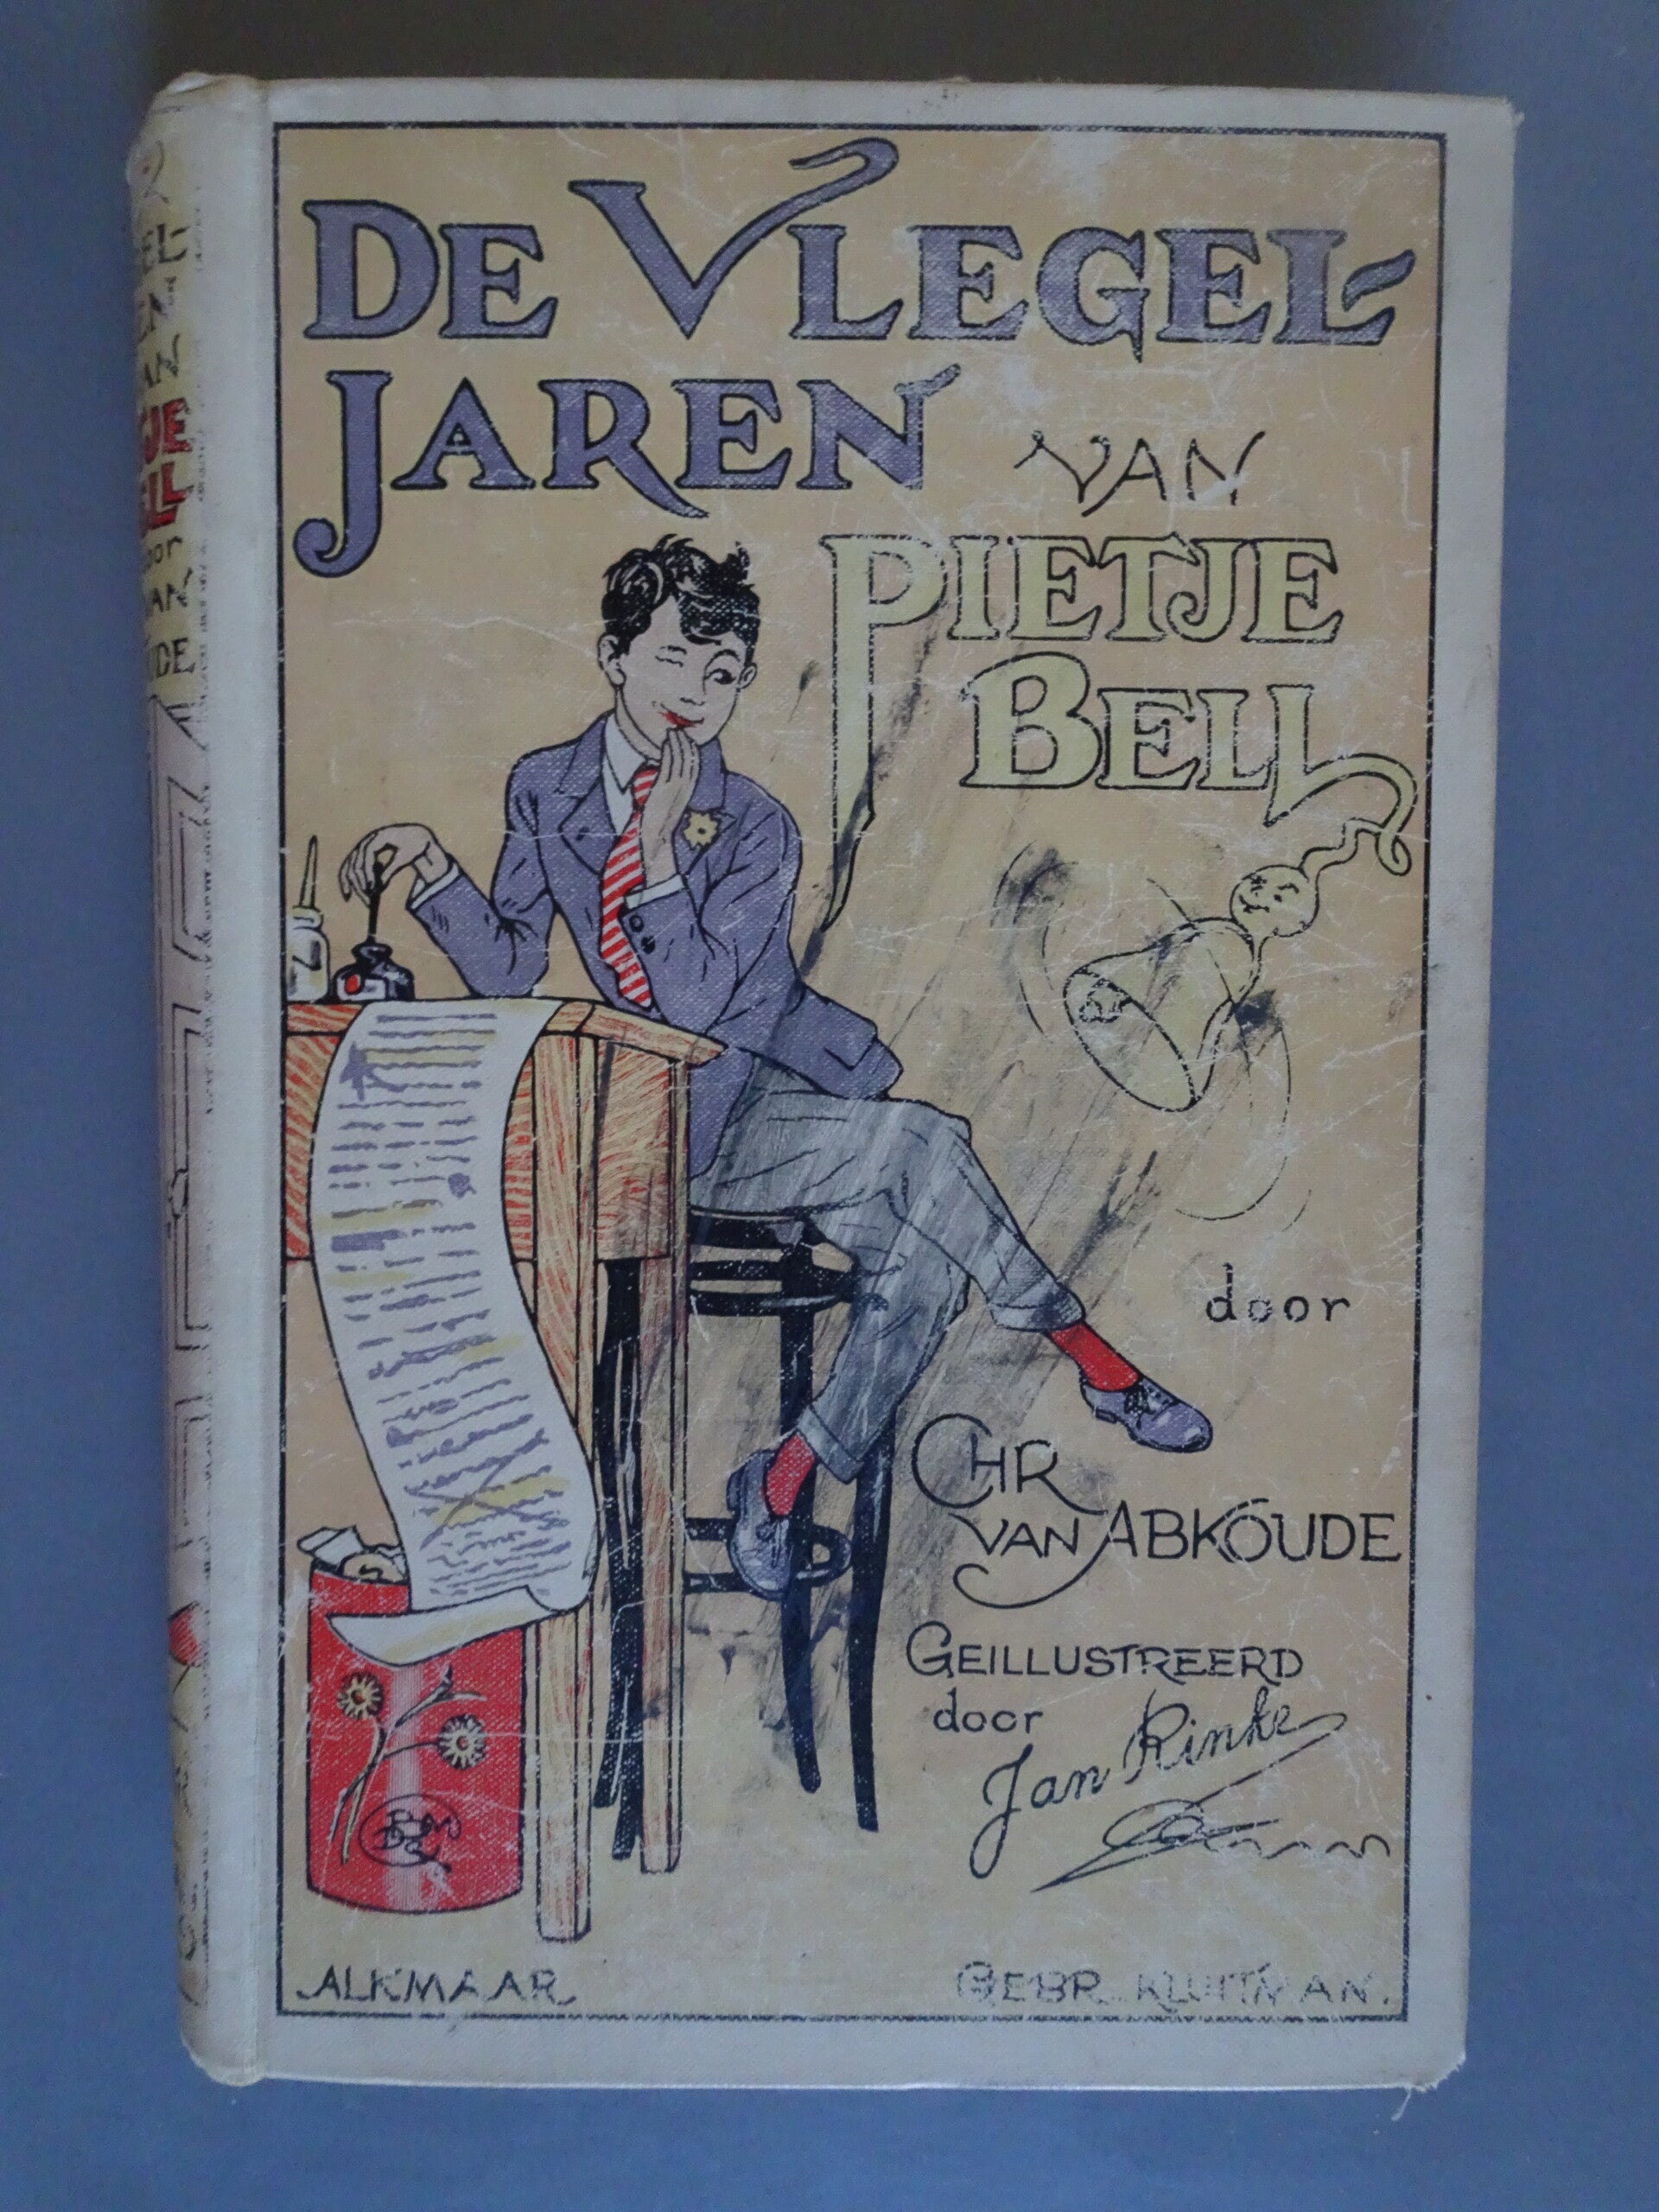 DE VLEGEL-
JAREN VAN
PIETJE
BELL
door
CHR
VAN ABKOUDE
GEILLUSTREERD
door Jan Rinke
ALKMAAR GEBR. KLUITMAN.